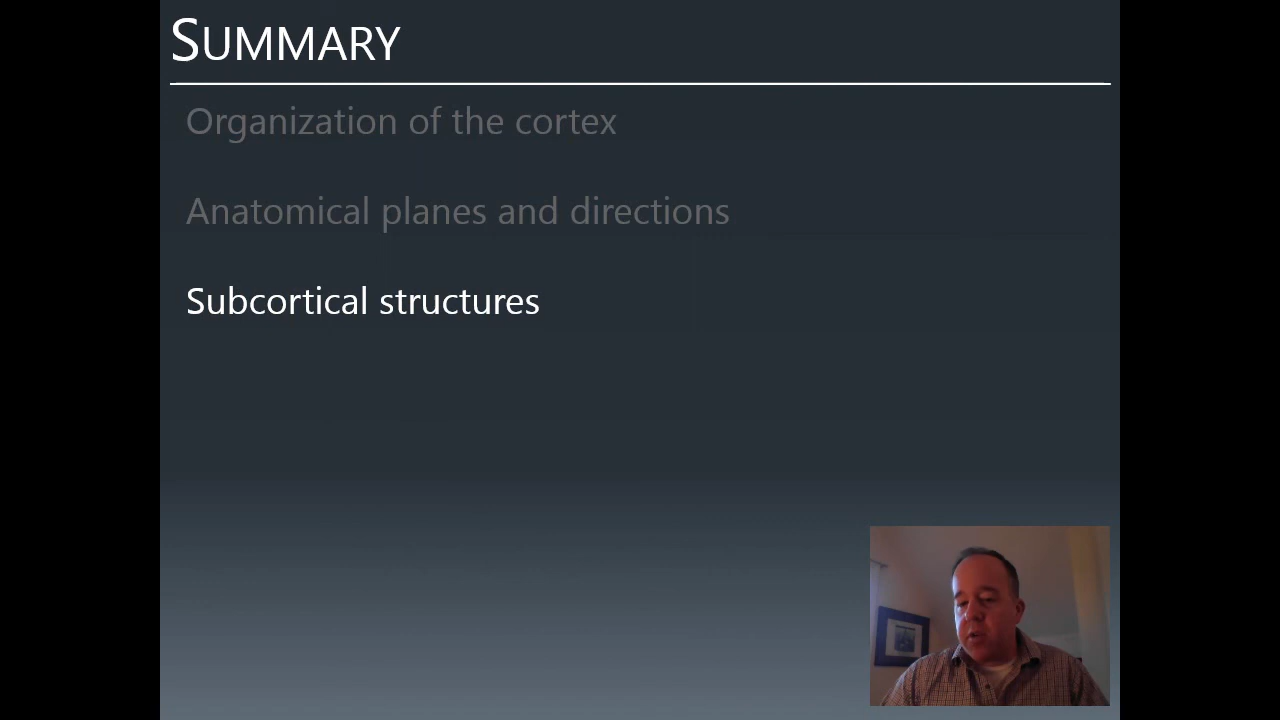 SUMMARY
Organization of the cortex
Anatomical planes and directions
Subcortical structures